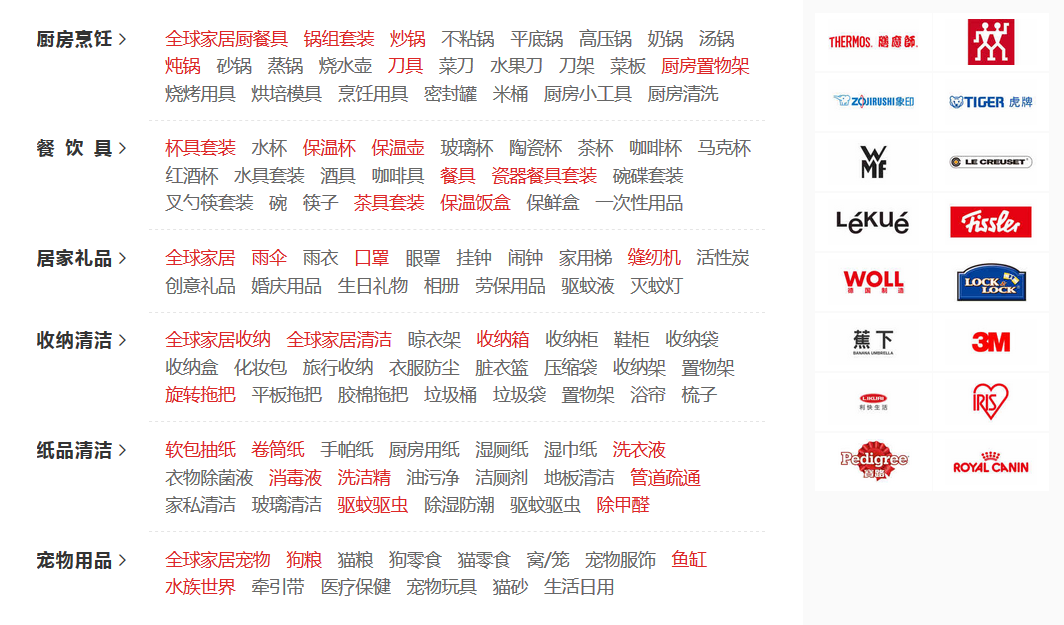 厨房烹饪 >
全球家居厨餐具 锅组套装 炒锅 不粘锅 平底锅 高压锅 奶锅 汤锅
炖锅 砂锅 蒸锅 烧水壶 刀具 菜刀 水果刀 刀架 菜板 厨房置物架
烧烤用具 烘培模具 烹饪用具 密封罐 米桶 厨房小工具 厨房清洗
餐饮具 >
杯具套装 水杯 保温杯 保温壶 玻璃杯 陶瓷杯 茶杯 咖啡杯 马克杯
红酒杯 水具套装 酒具 咖啡具 餐具 瓷器餐具套装 碗碟套装
叉勺筷套装 碗 筷子 茶具套装 保温饭盒 保鲜盒 一次性用品
居家礼品 >
全球家居 雨伞 雨衣 口罩 眼罩 挂钟 闹钟 家用梯 缝纫机 活性炭
创意礼品 婚庆用品 生日礼物 相册 劳保用品 驱蚊液 灭蚊灯
收纳清洁 >
全球家居收纳 全球家居清洁 晾衣架 收纳箱 收纳柜 鞋柜 收纳袋
收纳盒 化妆包 旅行收纳 衣服防尘 脏衣篮 压缩袋 收纳架 置物架
旋转拖把 平板拖把 胶棉拖把 垃圾桶 垃圾袋 置物架 浴帘 梳子
纸品清洁 >
软包抽纸 卷筒纸 手帕纸 厨房用纸 湿厕纸 湿巾纸 洗衣液
衣物除菌液 消毒液 洗洁精 油污净 洁厕剂 地板清洁 管道疏通
家私清洁 玻璃清洁 驱蚊驱虫 除湿防潮 驱蚊驱虫 除甲醛
宠物用品 >
全球家居宠物 狗粮 猫粮 狗零食 猫零食 窝/笼 宠物服饰 鱼缸
水族世界 牵引带 医疗保健 宠物玩具 猫砂 生活日用
THERMOS. 膳魔師.
ZOJIRUSHI象印
TIGER 虎牌
WMF
LE CREUSET
Lékué
Fissler
WOLL
德国制造
LOCK&LOCK
蕉下
BANANA UMBRELLA
3M
LIKUAI
利快生活
IRIS
Pedigree
寶路
ROYAL CANIN